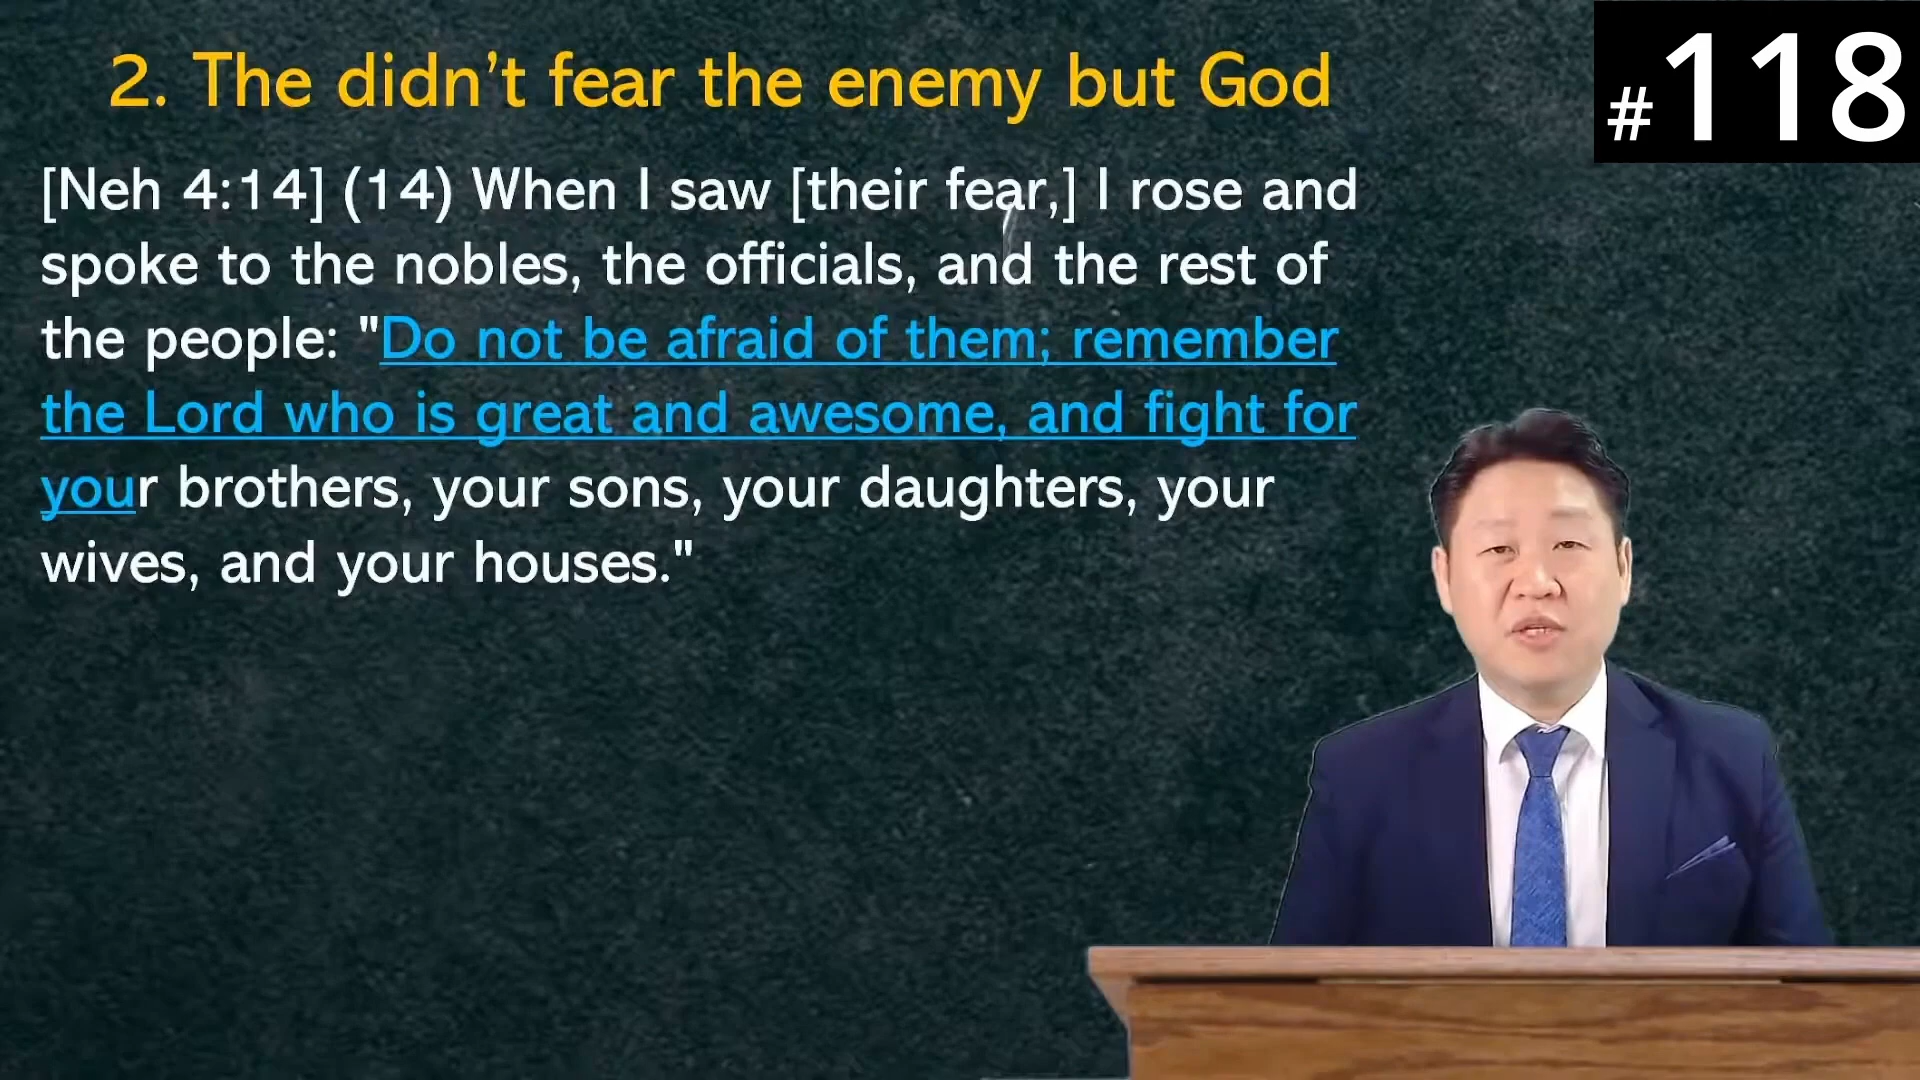 2. The didn’t fear the enemy but God
#118
[Neh 4:14] (14) When I saw [their fear,] I rose and
spoke to the nobles, the officials, and the rest of
the people: "Do not be afraid of them; remember
the Lord who is great and awesome, and fight for
your brothers, your sons, your daughters, your
wives, and your houses."